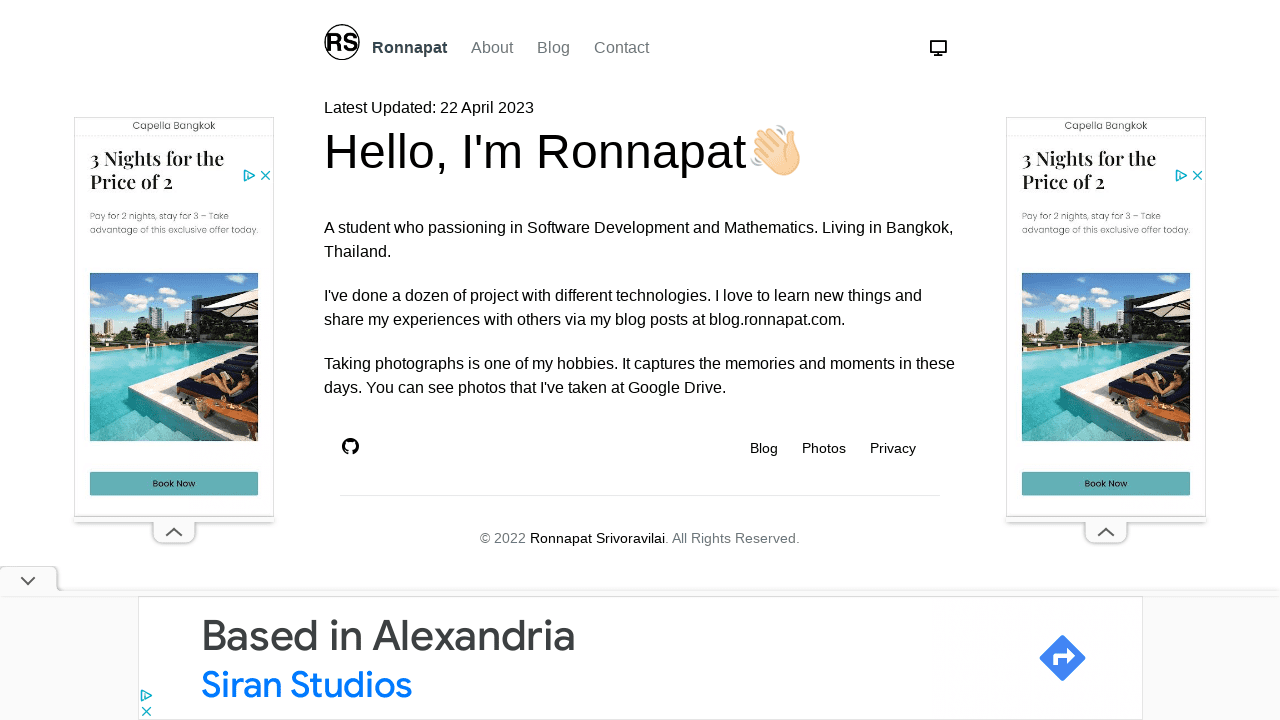 RS
Ronnapat
About
Blog
Contact
Latest Updated: 22 April 2023
Hello, I'm Ronnapat👋🏻
A student who passioning in Software Development and Mathematics. Living in Bangkok,
Thailand.
I've done a dozen of project with different technologies. I love to learn new things and
share my experiences with others via my blog posts at blog.ronnapat.com.
Taking photographs is one of my hobbies. It captures the memories and moments in these
days. You can see photos that I've taken at Google Drive.
Blog
Photos
Privacy
© 2022 Ronnapat Srivoravilai. All Rights Reserved.
Capella Bangkok
3 Nights for the
Price of 2
Pay for 2 nights, stay for 3 – Take
advantage of this exclusive offer today.
Book Now
Capella Bangkok
3 Nights for the
Price of 2
Pay for 2 nights, stay for 3 – Take
advantage of this exclusive offer today.
Book Now
Based in Alexandria
Siran Studios